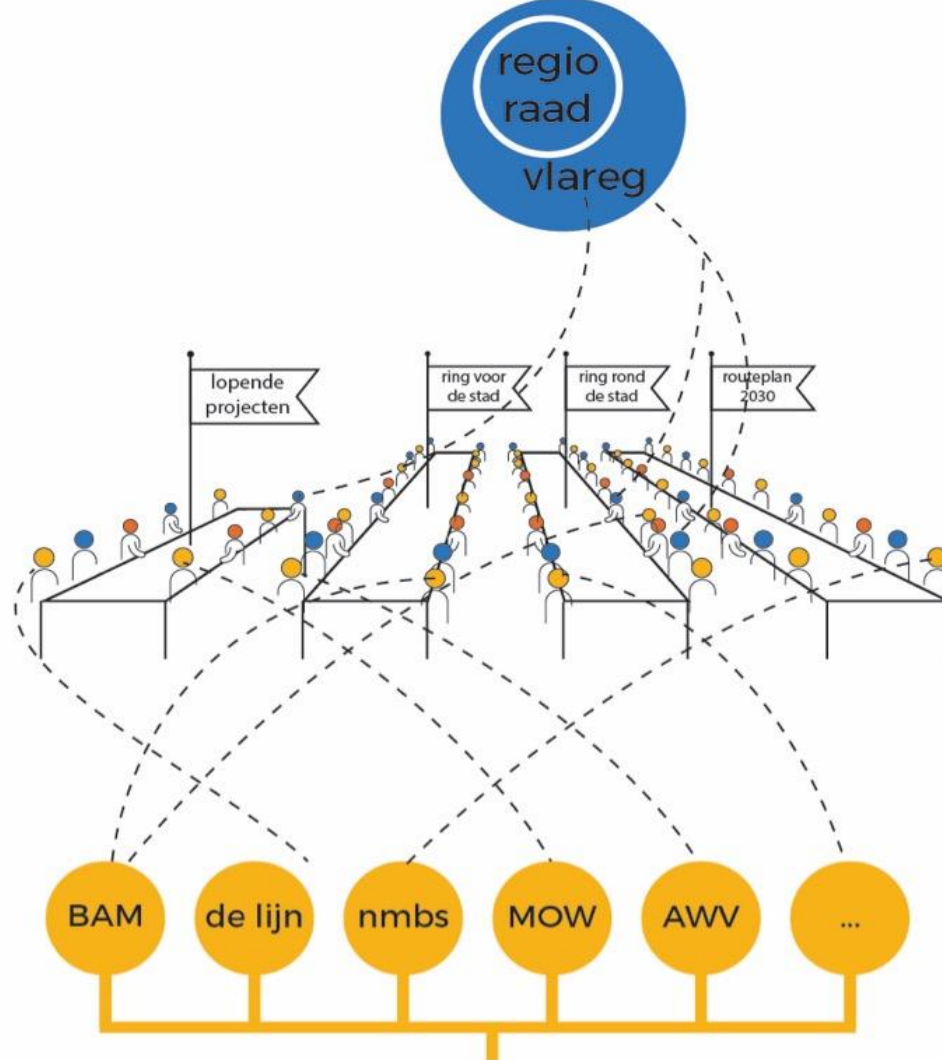 regio
raad
vlareg
lopende
projecten
ring voor
de stad
ring rond
de stad
routeplan
2030
BAM
de lijn
nmbs
MOW
AWV
...